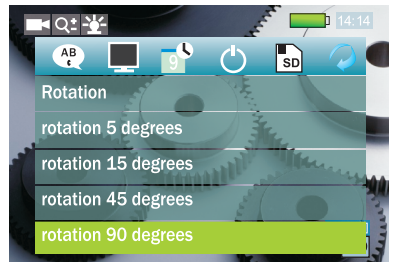 14:14
AB
c
9
SD
Rotation
rotation 5 degrees
rotation 15 degrees
rotation 45 degrees
rotation 90 degrees